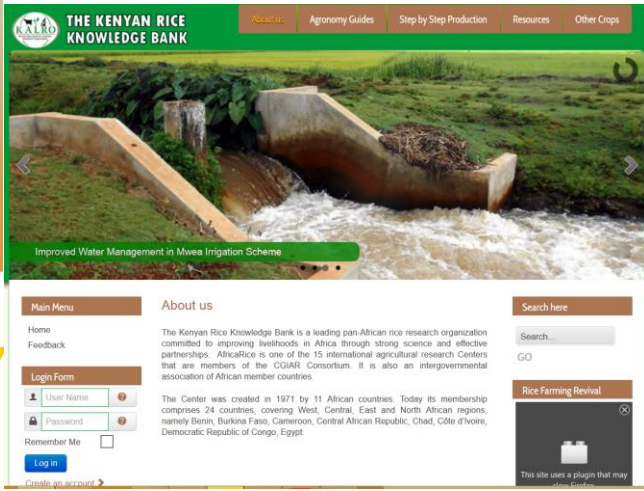 KALRO
THE KENYAN RICE
KNOWLEDGE BANK
About us
Agronomy Guides
Step by Step Production
Resources
Other Crops
Improved Water Management in Mwea Irrigation Scheme
Main Menu
Home
Feedback
Login Form
User Name
Password
Remember Me
Log in
Create an account
About us
The Kenyan Rice Knowledge Bank is a leading pan-African rice research organization
committed to improving livelihoods in Africa through strong science and effective
partnerships. AfricaRice is one of the 15 international agricultural research Centers
that are members of the CGIAR Consortium. It is also an intergovernmental
association of African member countries.
The Center was created in 1971 by 11 African countries. Today its membership
comprises 24 countries, covering West, Central, East and North African regions,
namely Benin, Burkina Faso, Cameroon, Central African Republic, Chad, Côte d'Ivoire,
Democratic Republic of Congo, Egypt.
Search here
Search...
GO
Rice Farming Revival
This site uses a plugin that may
slow Firefox